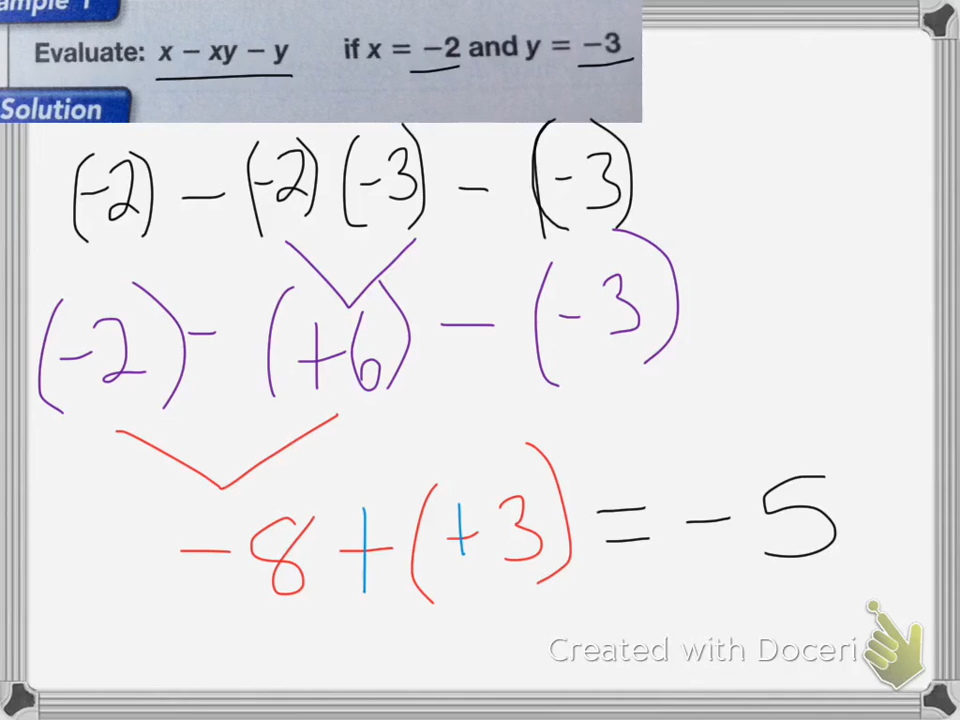 ample 1
Evaluate: x − xy − y if x = −2 and y = −3
Solution
(-2) - (-2)(-3) - (-3)
(-2) - (+6) - (-3)
-8 + (+3) = -5
Created with Doceri